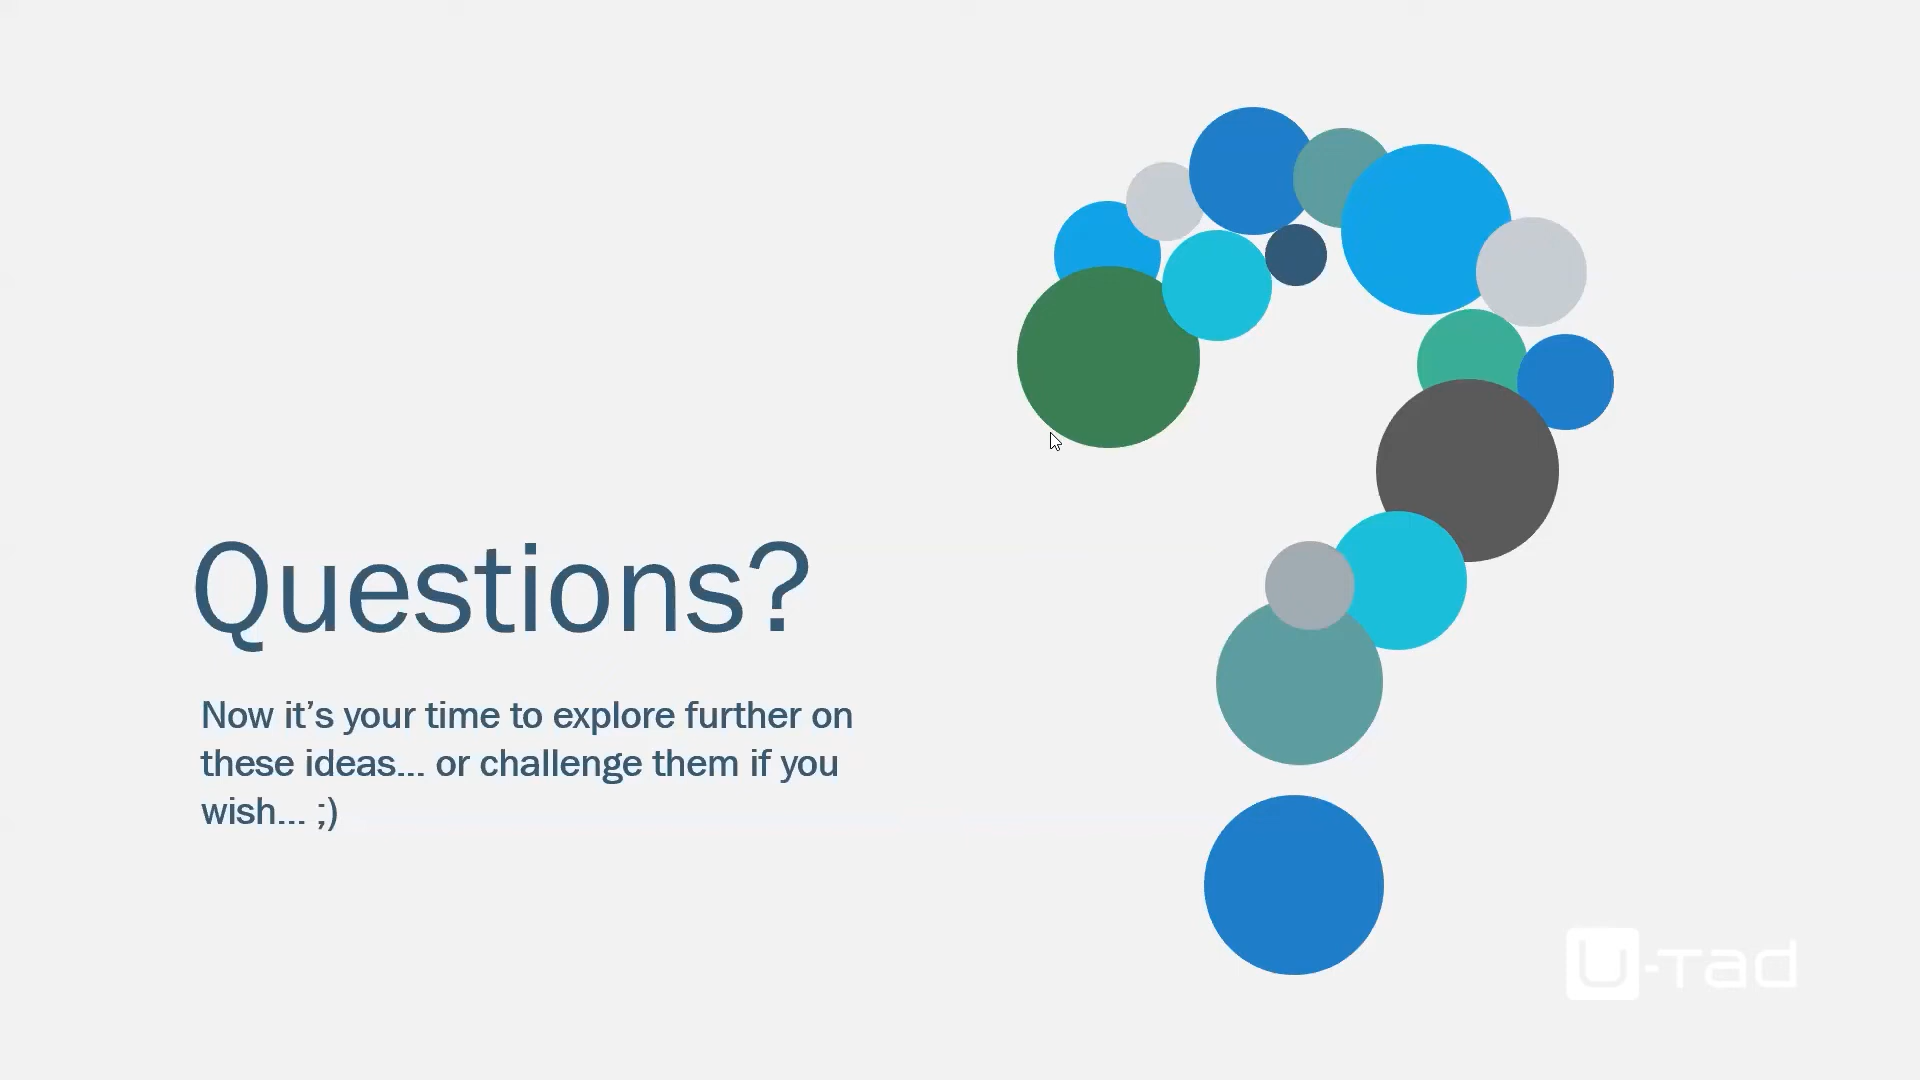 Questions?
Now it’s your time to explore further on
these ideas... or challenge them if you
wish... ;)
U-tad